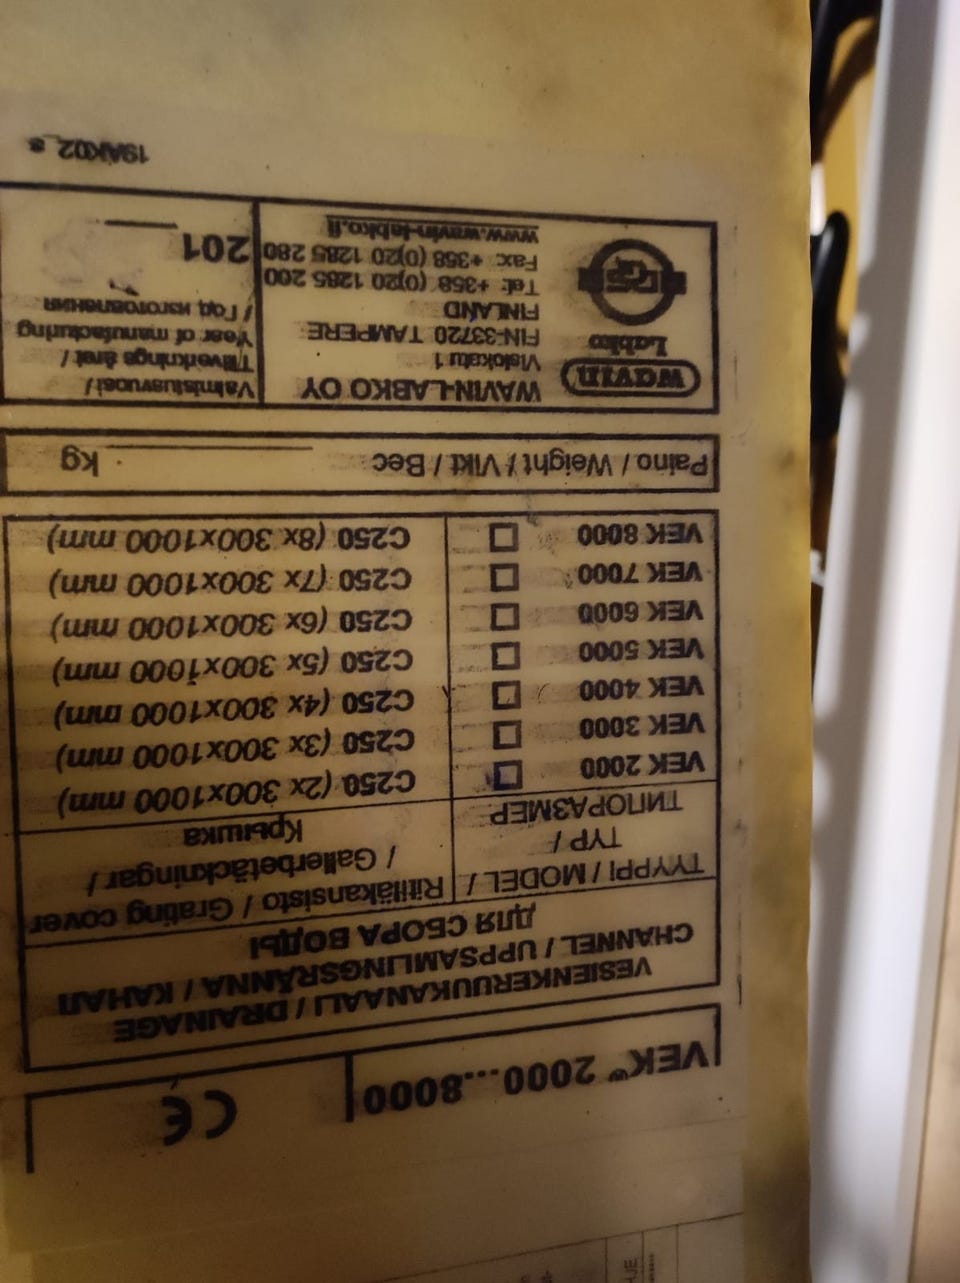 VEK® 2000...8000
CE
VESIENKERUUKANAALI / DRAINAGE
CHANNEL / UPPSAMLINGSRÄNNA / КАНАЛ
ДЛЯ СБОРА ВОДЫ
TYYPPI / MODEL /
TYP /
ТИПОРАЗМЕР
Ritiläkansisto / Grating cover
/ Gallerbetäckningar /
Крышка
VEK 2000 □ C250 (2x 300x1000 mm)
VEK 3000 □ C250 (3x 300x1000 mm)
VEK 4000 □ C250 (4x 300x1000 mm)
VEK 5000 □ C250 (5x 300x1000 mm)
VEK 6000 □ C250 (6x 300x1000 mm)
VEK 7000 □ C250 (7x 300x1000 mm)
VEK 8000 □ C250 (8x 300x1000 mm)
Paino / Weight / Vikt / Вес kg
wavin
Labko
WAVIN-LABKO OY
Visiokatu 1
FIN-33720 TAMPERE
FINLAND
Tel: +358 (0)20 1285 200
Fax: +358 (0)20 1285 280
www.wavin-labko.fi
Valmistusvuosi /
Tillverknings året /
Year of manufacturing
/ Год изготовления
201